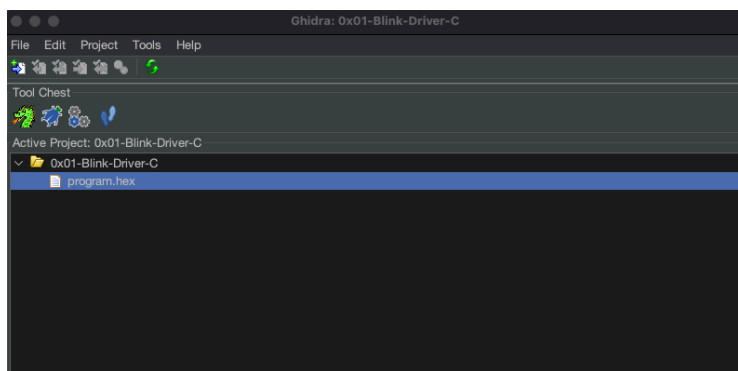 Ghidra: 0x01-Blink-Driver-C
File Edit Project Tools Help
Tool Chest
Active Project: 0x01-Blink-Driver-C
0x01-Blink-Driver-C
program.hex